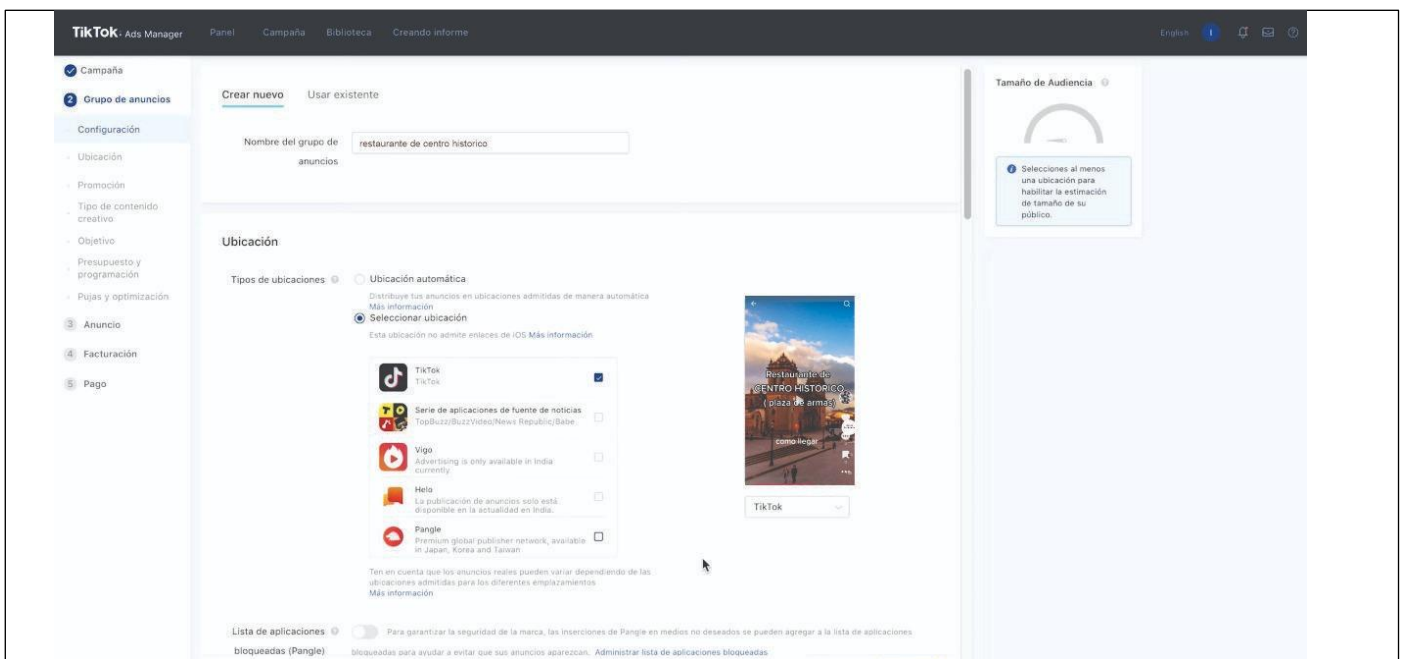 TikTok: Ads Manager
Panel
Campaña
Biblioteca
Creando informe
English
Campaña
2 Grupo de anuncios
Configuración
Ubicación
Promoción
Tipo de contenido
creativo
Objetivo
Presupuesto y
programación
Pujas y optimización
3 Anuncio
4 Facturación
5 Pago
Crear nuevo
Usar existente
Nombre del grupo de
anuncios
restaurante de centro historico
Ubicación
Tipos de ubicaciones
Ubicación automática
Distribuye tus anuncios en ubicaciones admitidas de manera automática
Más información
Seleccionar ubicación
Esta ubicación no admite enlaces de iOS Más información
TikTok
TikTok
Serie de aplicaciones de fuente de noticias
TopBuzz/BuzzVideo/News Republic/Babe
Vigo
Advertising is only available in India
currently
Helo
La publicación de anuncios solo está
disponible en la actualidad en India.
Pangle
Premium global publisher network, available
in Japan, Korea and Taiwan
Ten en cuenta que los anuncios reales pueden variar dependiendo de las
ubicaciones admitidas para los diferentes emplazamientos
Más información
Restaurante de
CENTRO HISTORICO
( plaza de armas)
como llegar
TikTok
Lista de aplicaciones
bloqueadas (Pangle)
Para garantizar la seguridad de la marca, las inserciones de Pangle en medios no deseados se pueden agregar a la lista de aplicaciones
bloqueadas para ayudar a evitar que sus anuncios aparezcan. Administrar lista de aplicaciones bloqueadas
Tamaño de Audiencia
Selecciones al menos
una ubicación para
habilitar la estimación
de tamaño de su
público.